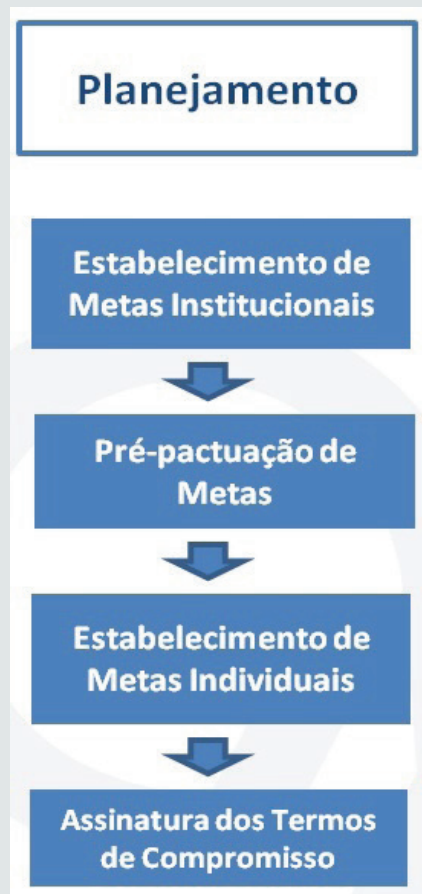 Planejamento
Estabelecimento de
Metas Institucionais
Pré-pactuação de
Metas
Estabelecimento de
Metas Individuais
Assinatura dos Termos
de Compromisso